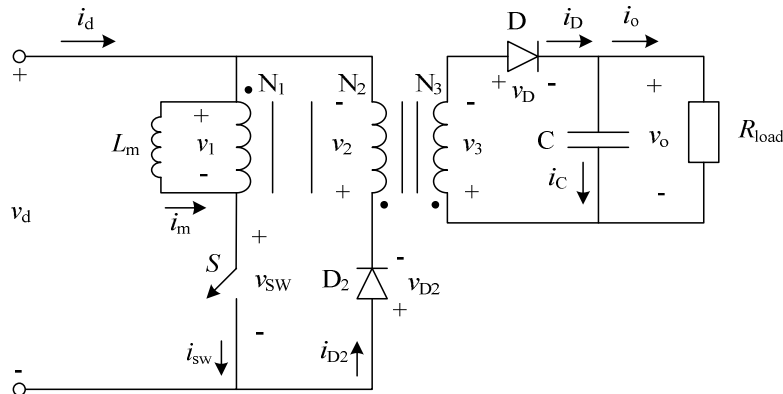 i_d
D
i_D
i_o
+
N_1
N_2
N_3
+ v_D -
+
-
-
+
L_m
v_1
v_2
v_3
C
v_o
R_load
-
+
+
i_C
-
i_m
v_d
+
S
v_SW
D_2
-
v_D2
+
-
i_sw
i_D2
-